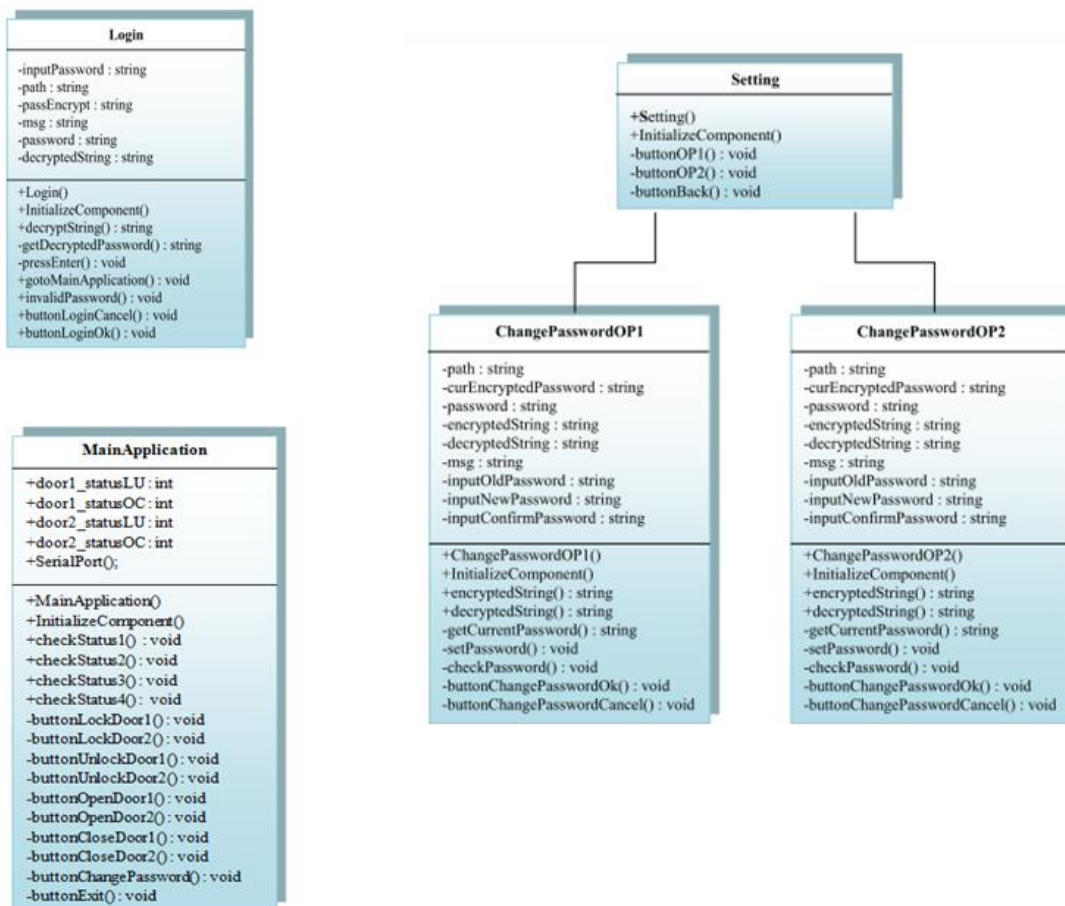 Login
-inputPassword : string
-path : string
-passEncrypt : string
-msg : string
-password : string
-decryptedString : string
+Login()
+InitializeComponent()
+decryptString() : string
-getDecryptedPassword() : string
-pressEnter() : void
+gotoMainApplication() : void
+invalidPassword() : void
+buttonLoginCancel() : void
+buttonLoginOk() : void
Setting
+Setting()
+InitializeComponent()
-buttonOP1() : void
-buttonOP2() : void
-buttonBack() : void
ChangePasswordOP1
-path : string
-curEncryptedPassword : string
-password : string
-encryptedString : string
-decryptedString : string
-msg : string
-inputOldPassword : string
-inputNewPassword : string
-inputConfirmPassword : string
+ChangePasswordOP1()
+InitializeComponent()
+encryptedString() : string
+decryptedString() : string
-getCurrentPassword() : string
-setPassword() : void
-checkPassword() : void
-buttonChangePasswordOk() : void
-buttonChangePasswordCancel() : void
ChangePasswordOP2
-path : string
-curEncryptedPassword : string
-password : string
-encryptedString : string
-decryptedString : string
-msg : string
-inputOldPassword : string
-inputNewPassword : string
-inputConfirmPassword : string
+ChangePasswordOP2()
+InitializeComponent()
+encryptedString() : string
+decryptedString() : string
-getCurrentPassword() : string
-setPassword() : void
-checkPassword() : void
-buttonChangePasswordOk() : void
-buttonChangePasswordCancel() : void
MainApplication
+door1_statusLU : int
+door1_statusOC : int
+door2_statusLU : int
+door2_statusOC : int
+SerialPort();
+MainApplication()
+InitializeComponent()
+checkStatus1() : void
+checkStatus2() : void
+checkStatus3() : void
+checkStatus4() : void
-buttonLockDoor1() : void
-buttonLockDoor2() : void
-buttonUnlockDoor1() : void
-buttonUnlockDoor2() : void
-buttonOpenDoor1() : void
-buttonOpenDoor2() : void
-buttonCloseDoor1() : void
-buttonCloseDoor2() : void
-buttonChangePassword() : void
-buttonExit() : void